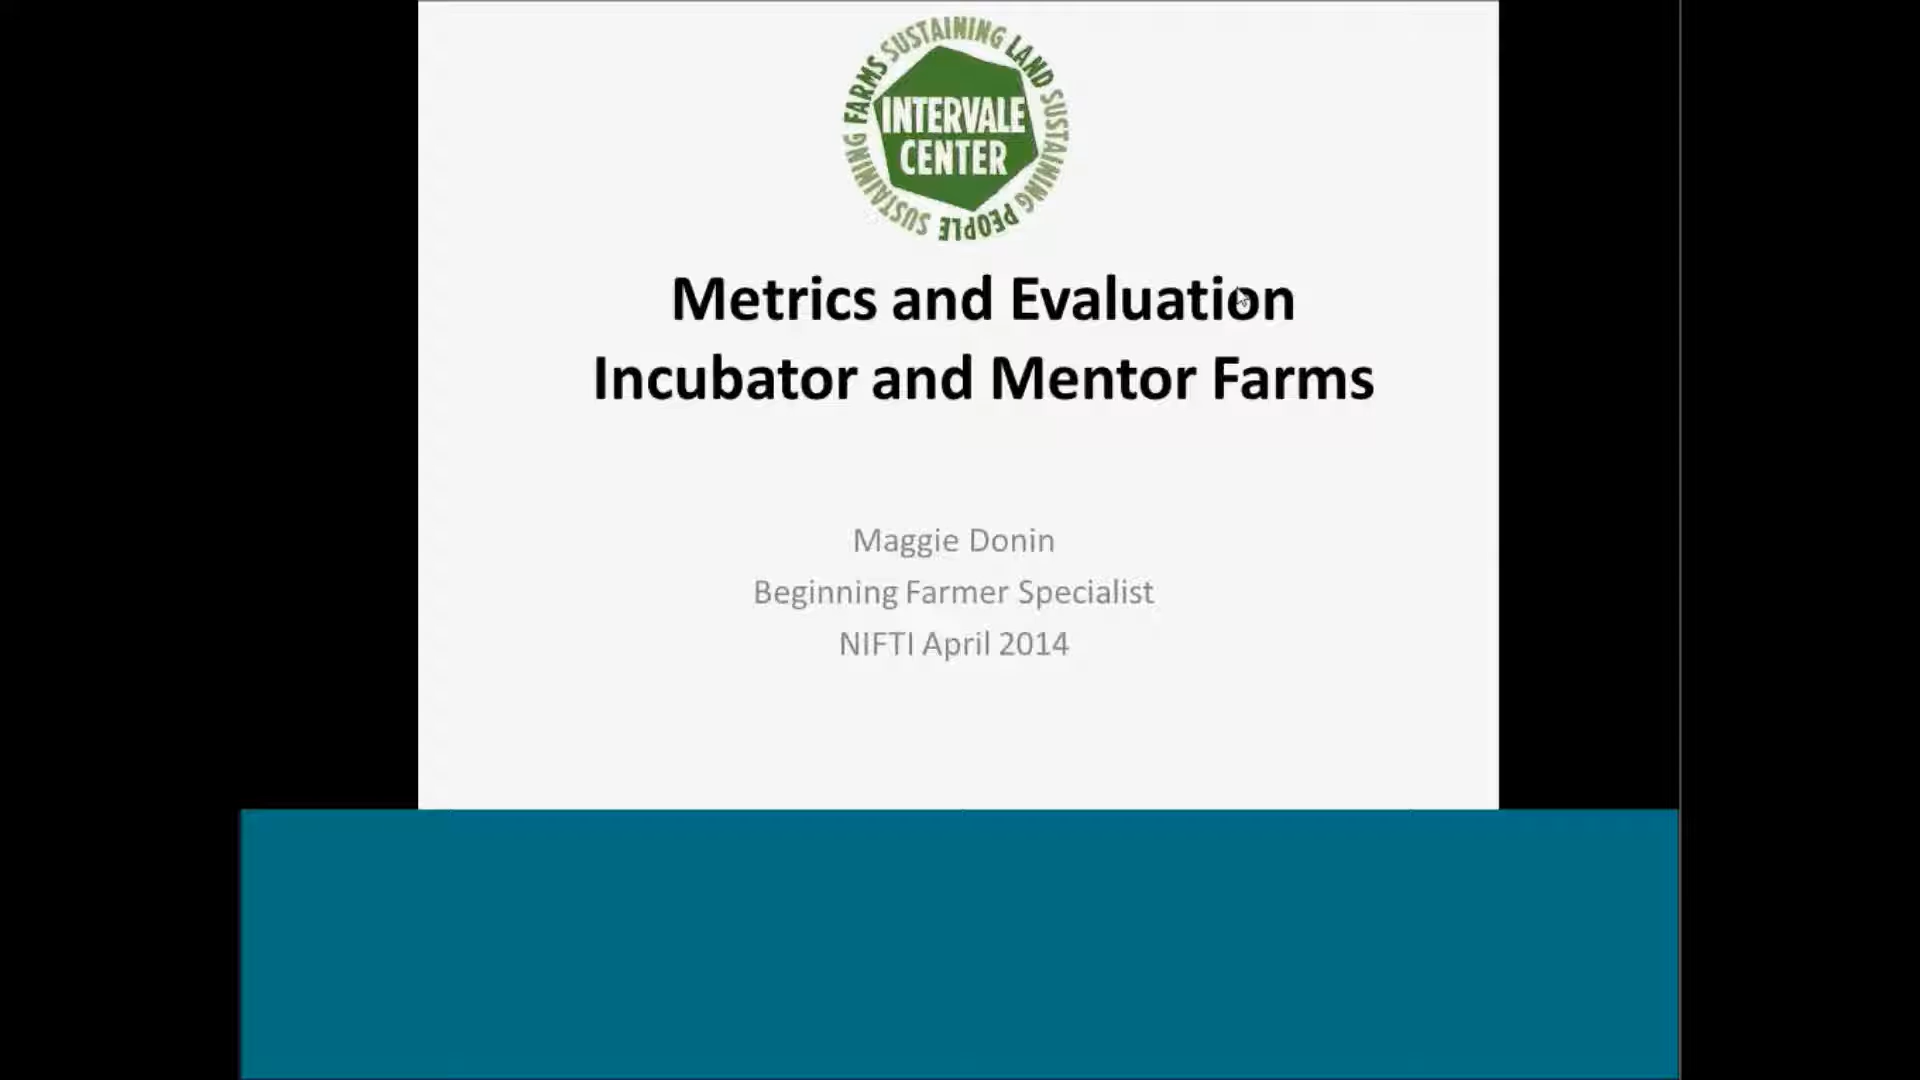 SUSTAINING FARMS SUSTAINING LAND SUSTAINING PEOPLE
INTERVALE
CENTER
Metrics and Evaluation
Incubator and Mentor Farms
Maggie Donin
Beginning Farmer Specialist
NIFTI April 2014